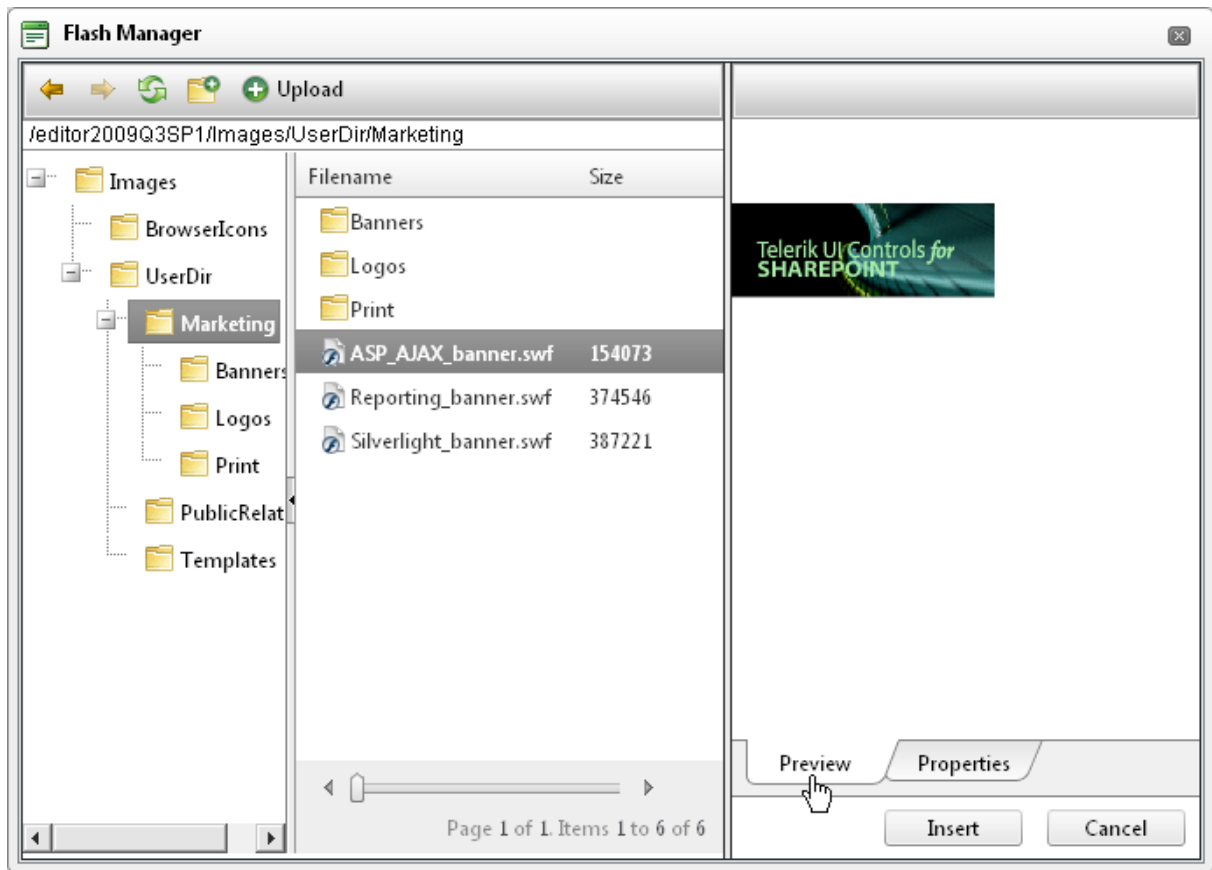 Flash Manager
Upload
/editor2009Q3SP1/Images/UserDir/Marketing
Images
BrowserIcons
UserDir
Marketing
Banners
Logos
Print
PublicRelat
Templates
Filename Size
Banners
Logos
Print
ASP_AJAX_banner.swf 154073
Reporting_banner.swf 374546
Silverlight_banner.swf 387221
Page 1 of 1. Items 1 to 6 of 6
Telerik UI Controls for
SHAREPOINT
Preview Properties
Insert Cancel